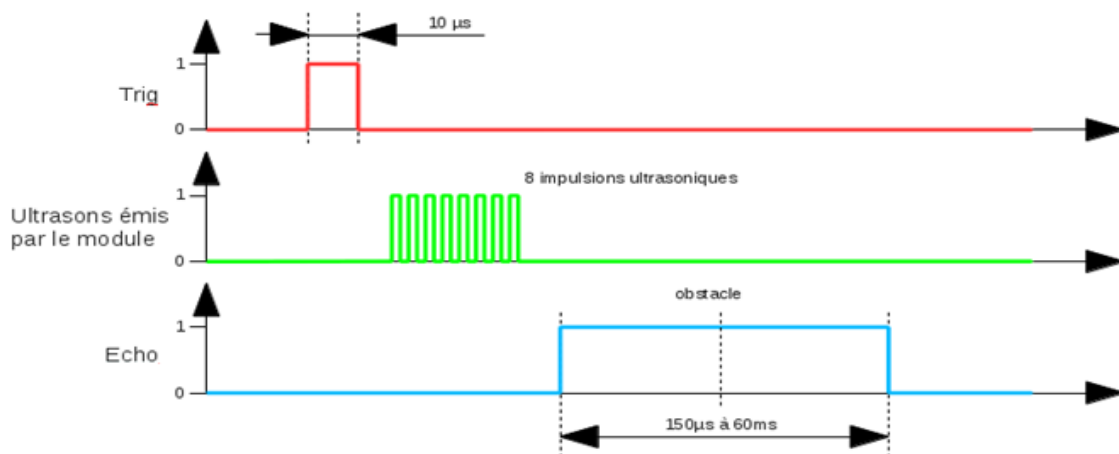 10 µs
1
Trig
0
8 impulsions ultrasoniques
1
Ultrasons émis
par le module
0
obstacle
1
Echo
0
150µs à 60ms